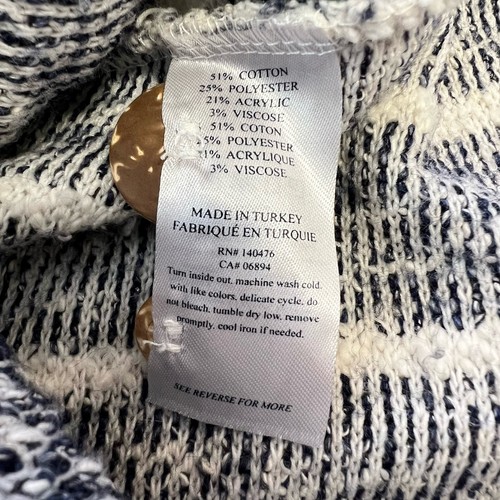 51% COTTON
25% POLYESTER
21% ACRYLIC
3% VISCOSE
51% COTON
5% POLYESTER
1% ACRYLIQUE
3% VISCOSE
MADE IN TURKEY
FABRIQUÉ EN TURQUIE
RN# 140476
CA# 06894
Turn inside out. machine wash cold.
with like colors. delicate cycle. do
not bleach. tumble dry low. remove
promptly. cool iron if needed.
SEE REVERSE FOR MORE